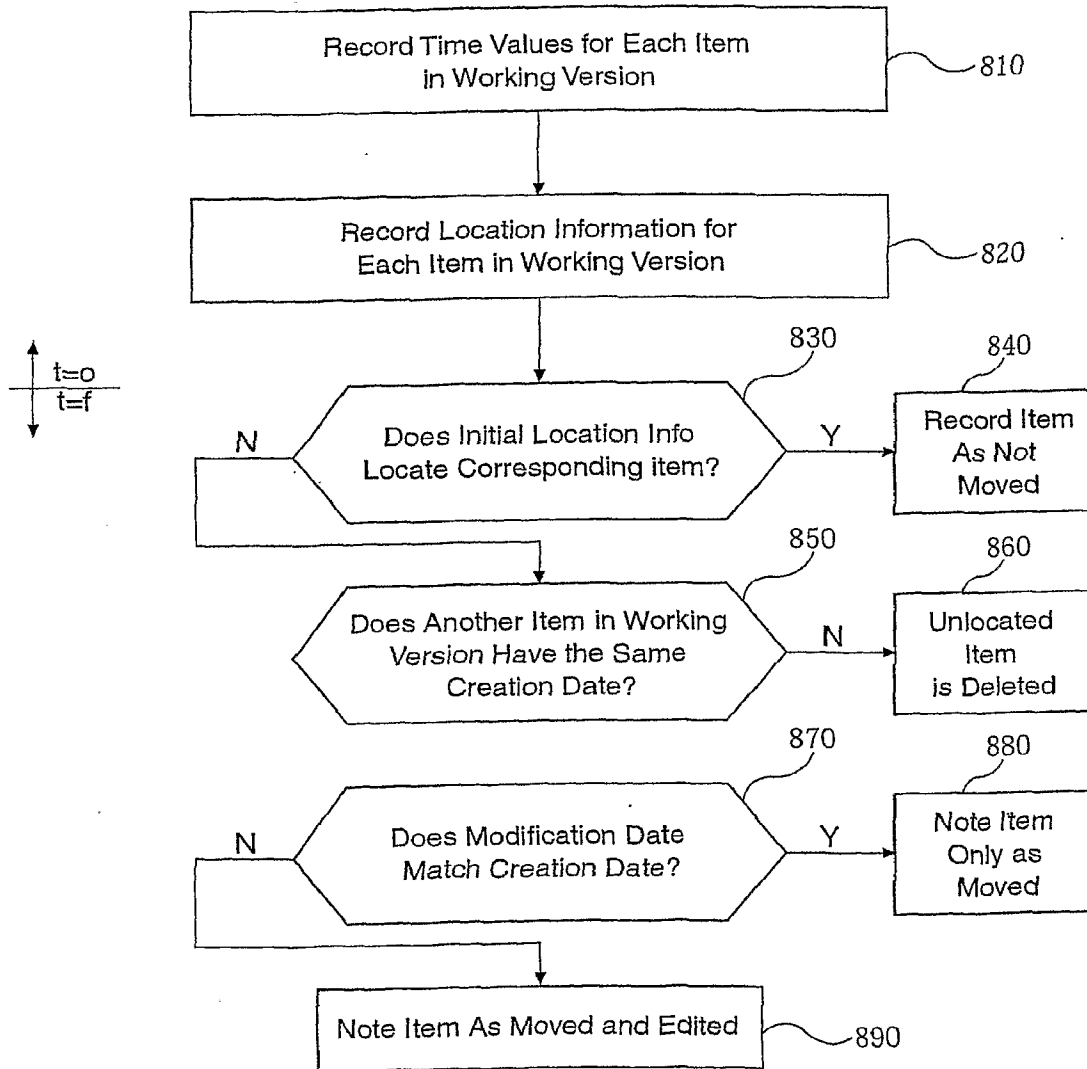 Record Time Values for Each Item
in Working Version
810
Record Location Information for
Each Item in Working Version
820
t=o
t=f
830
Does Initial Location Info
Locate Corresponding item?
N
Y
840
Record Item
As Not
Moved
850
Does Another Item in Working
Version Have the Same
Creation Date?
N
860
Unlocated
Item
is Deleted
870
Does Modification Date
Match Creation Date?
N
Y
880
Note Item
Only as
Moved
Note Item As Moved and Edited
890